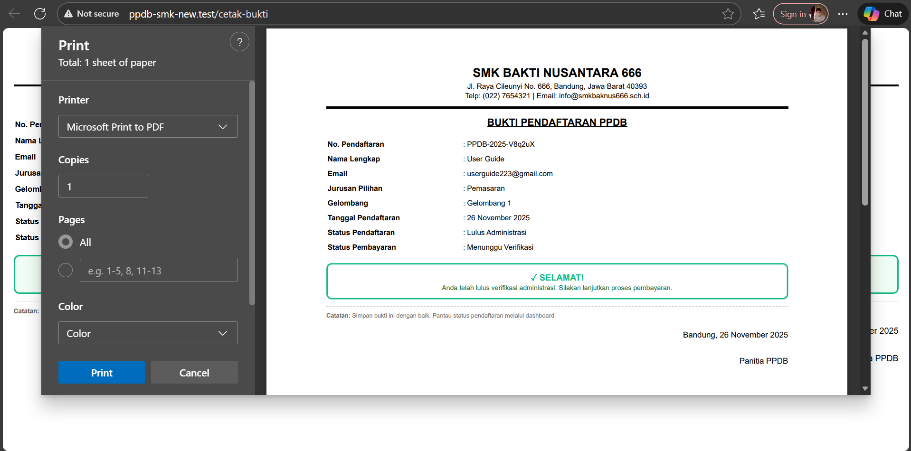 Not secure ppdb-smk-new.test/cetak-bukti Sign in Chat
Print
Total: 1 sheet of paper
?
Printer
Microsoft Print to PDF
Copies
1
Pages
All
e.g. 1-5, 8, 11-13
Color
Color
Print Cancel
SMK BAKTI NUSANTARA 666
Jl. Raya Cileunyi No. 666, Bandung, Jawa Barat 40393
Telp: (022) 7654321 | Email: info@smkbaknus666.sch.id
BUKTI PENDAFTARAN PPDB
No. Pendaftaran : PPDB-2025-V8q2uX
Nama Lengkap : User Guide
Email : userguide223@gmail.com
Jurusan Pilihan : Pemasaran
Gelombang : Gelombang 1
Tanggal Pendaftaran : 26 November 2025
Status Pendaftaran : Lulus Administrasi
Status Pembayaran : Menunggu Verifikasi
✓ SELAMAT!
Anda telah lulus verifikasi administrasi. Silakan lanjutkan proses pembayaran.
Catatan: Simpan bukti ini dengan baik. Pantau status pendaftaran melalui dashboard.
Bandung, 26 November 2025
Panitia PPDB
No. Pe
Nama L
Email
Jurusa
Gelom
Tangga
Status
Status
Catatan:
er 2025
PPDB